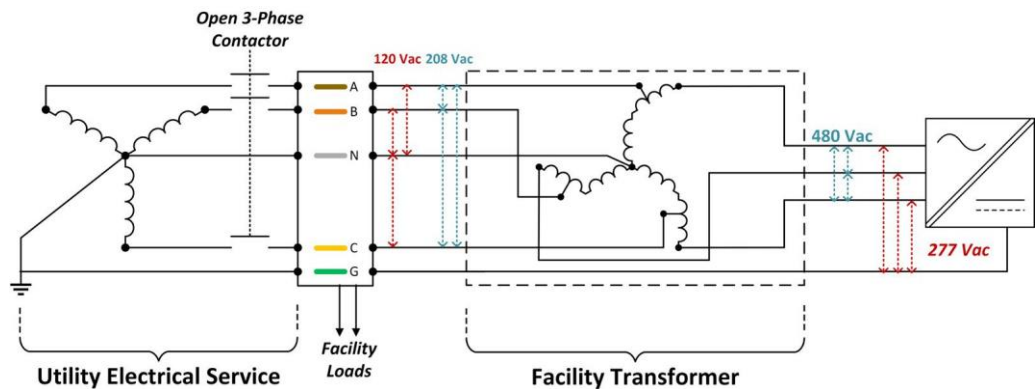 Open 3-Phase
Contactor
120 Vac 208 Vac
A
B
N
C
G
480 Vac
277 Vac
Facility
Loads
Utility Electrical Service
Facility Transformer